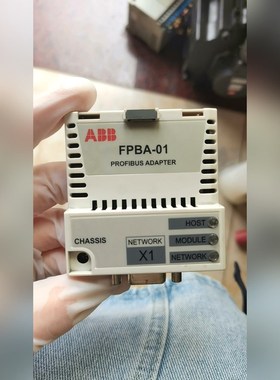 ABB
FPBA-01
PROFIBUS ADAPTER
HOST
CHASSIS
NETWORK
MODULE
X1
NETWORK